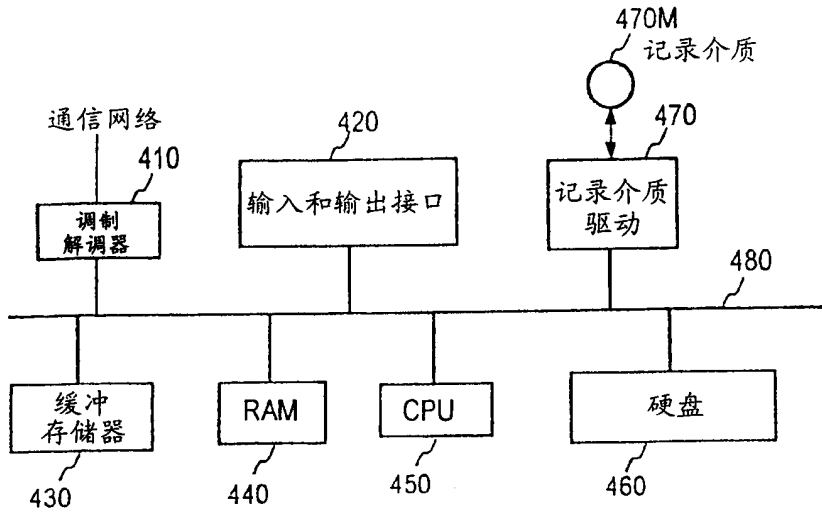 470M
记录介质
通信网络
410
调制
解调器
420
输入和输出接口
470
记录介质
驱动
480
缓冲
存储器
430
RAM
440
CPU
450
硬盘
460